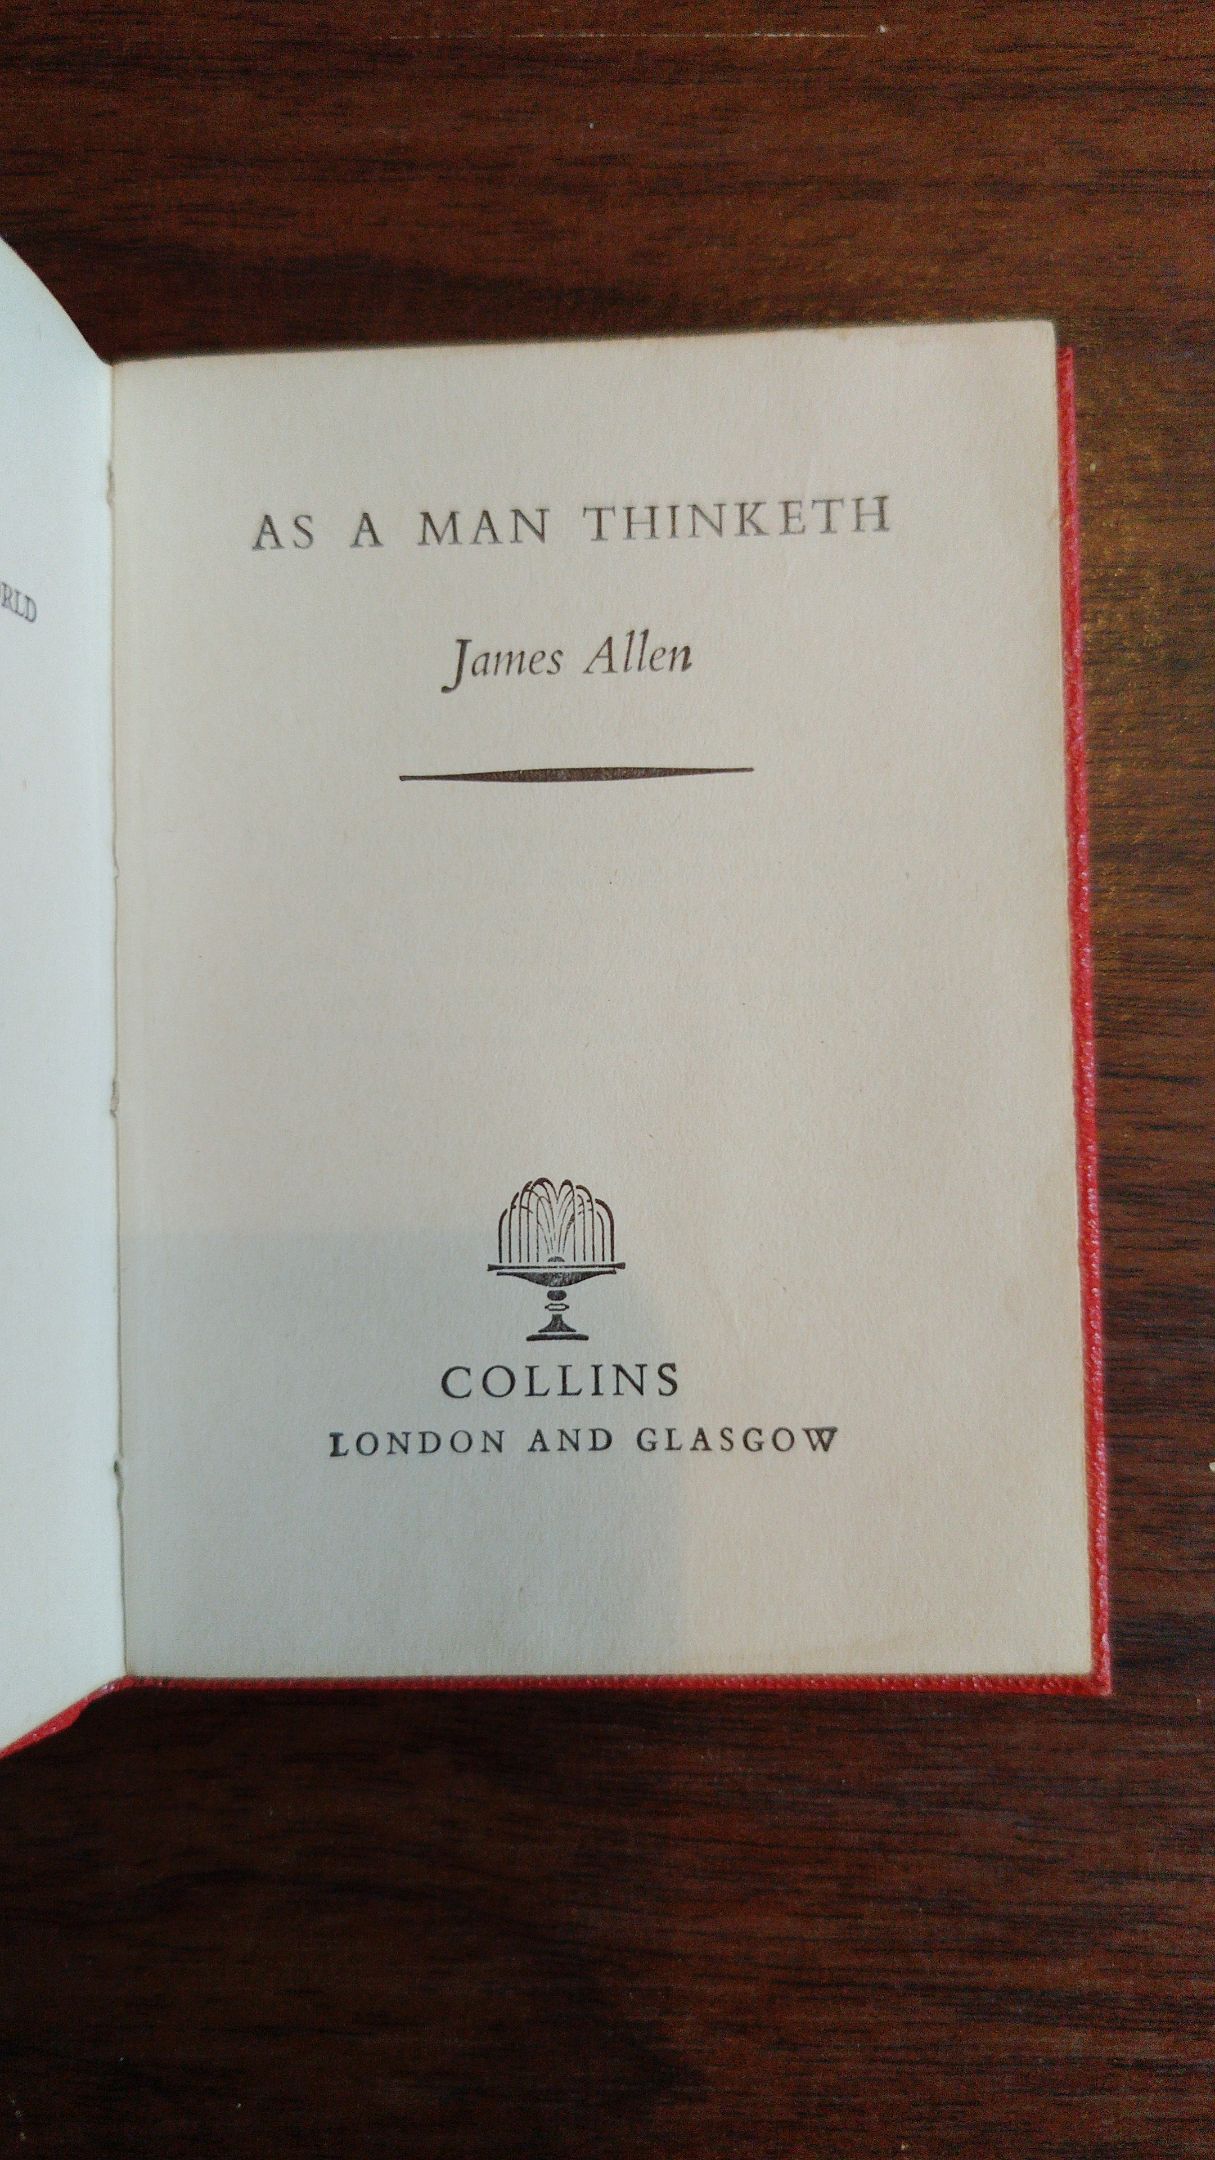 AS A MAN THINKETH
James Allen
COLLINS
LONDON AND GLASGOW